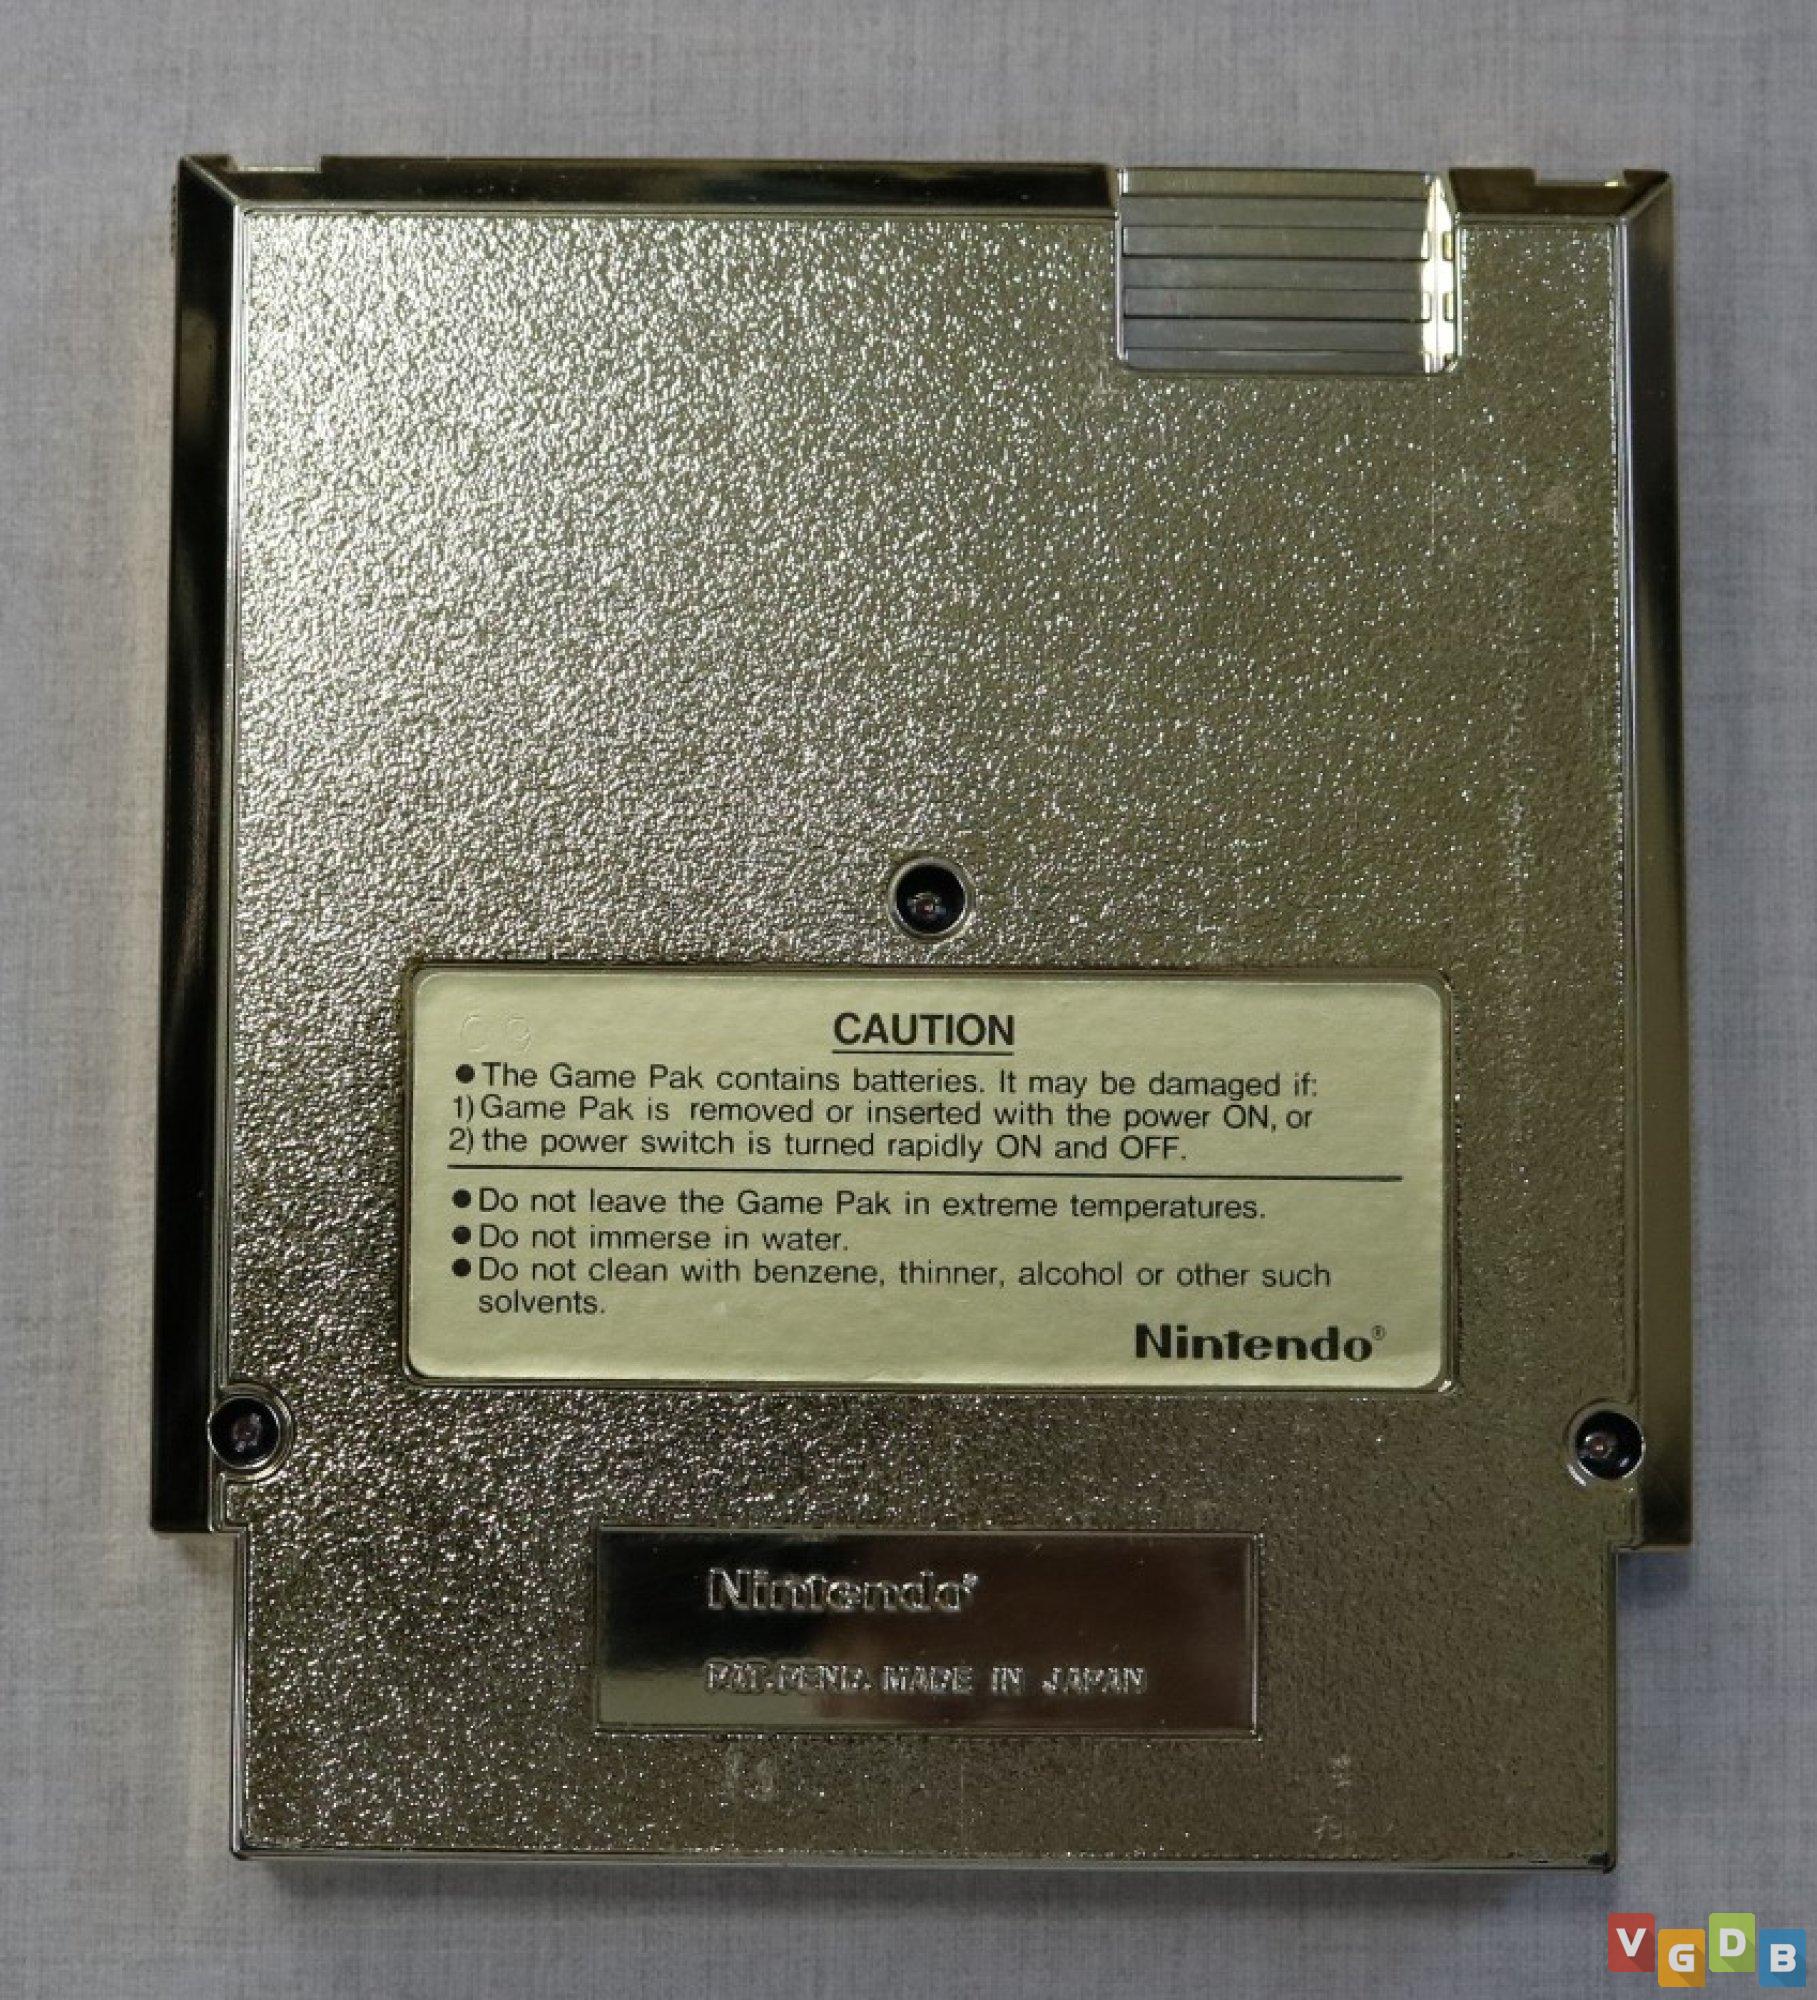 09
CAUTION
●The Game Pak contains batteries. It may be damaged if:
1)Game Pak is removed or inserted with the power ON, or
2)the power switch is turned rapidly ON and OFF.
●Do not leave the Game Pak in extreme temperatures.
●Do not immerse in water.
●Do not clean with benzene, thinner, alcohol or other such
solvents.
Nintendo®
Nintendo®
PAT. PEND. MADE IN JAPAN
VGDB